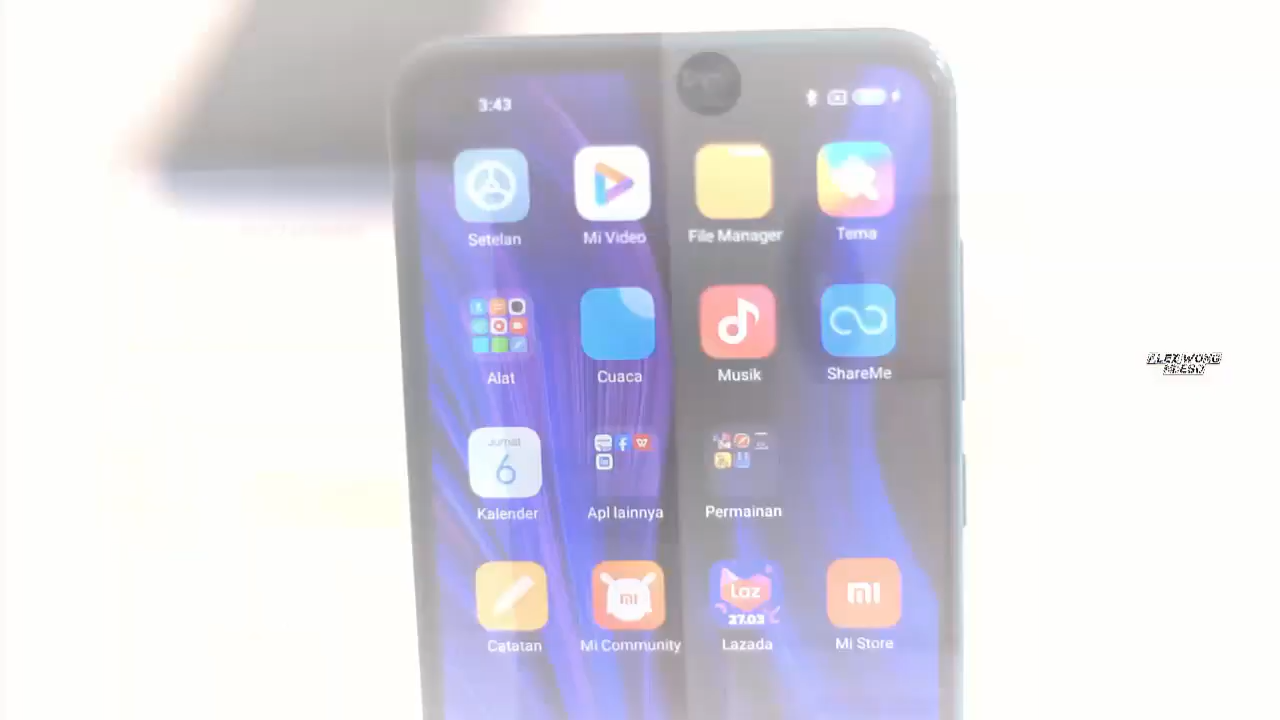 3:43
Setelan
Mi Video
File Manager
Tema
Alat
Cuaca
Musik
ShareMe
Jumat
6
Kalender
Apl lainnya
Permainan
Laz
27.03
mi
mi
Catatan
Mi Community
Lazada
Mi Store